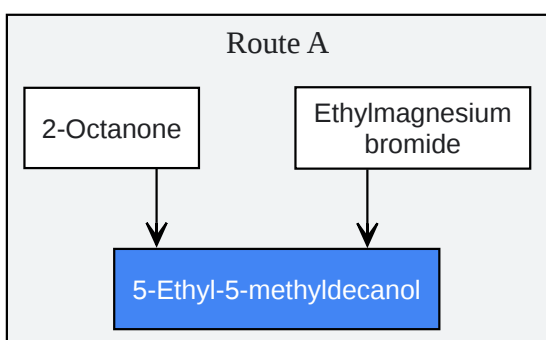 Route A
2-Octanone
Ethylmagnesium
bromide
5-Ethyl-5-methyldecanol